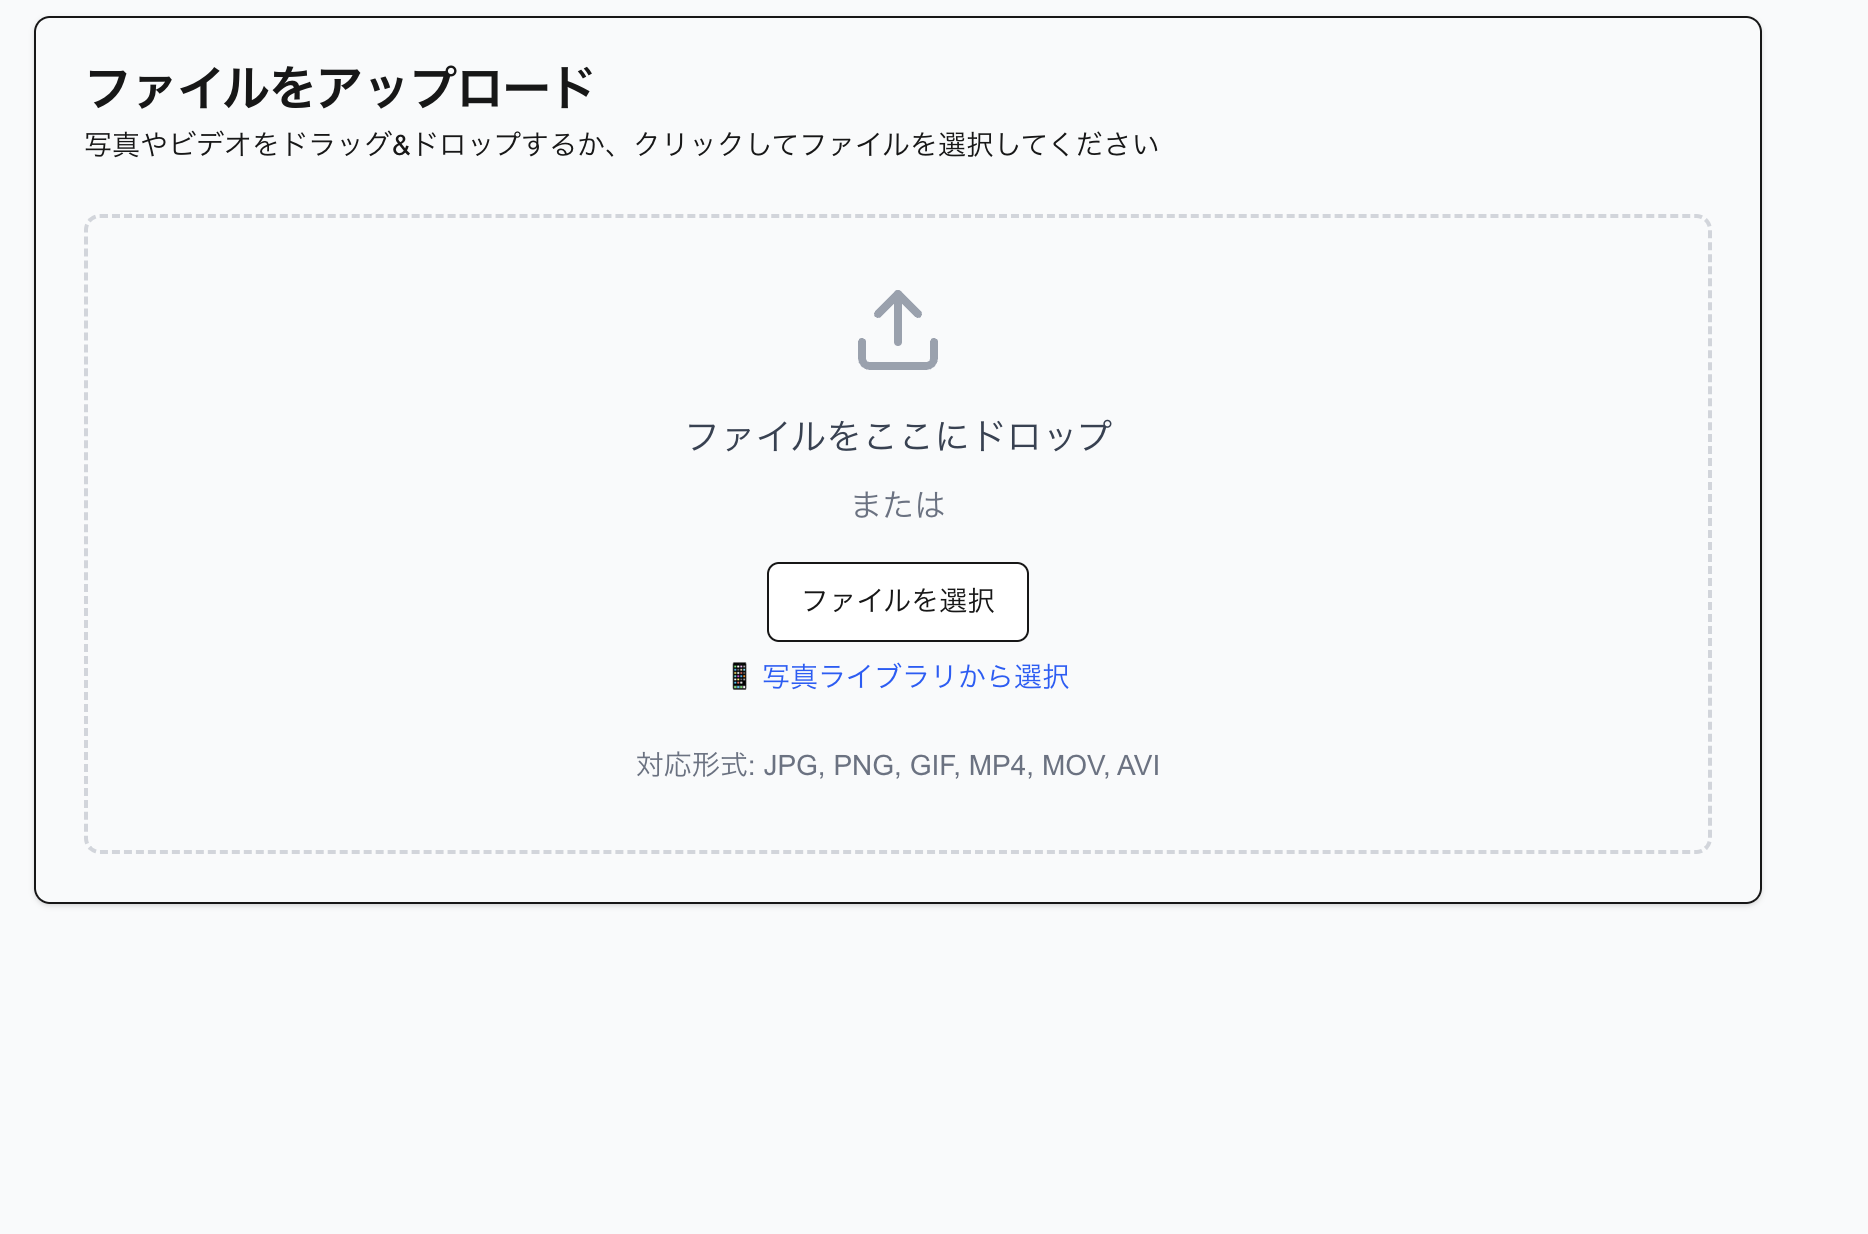 ファイルをアップロード
写真やビデオをドラッグ&ドロップするか、クリックしてファイルを選択してください
ファイルをここにドロップ
または
ファイルを選択
📱 写真ライブラリから選択
対応形式: JPG, PNG, GIF, MP4, MOV, AVI